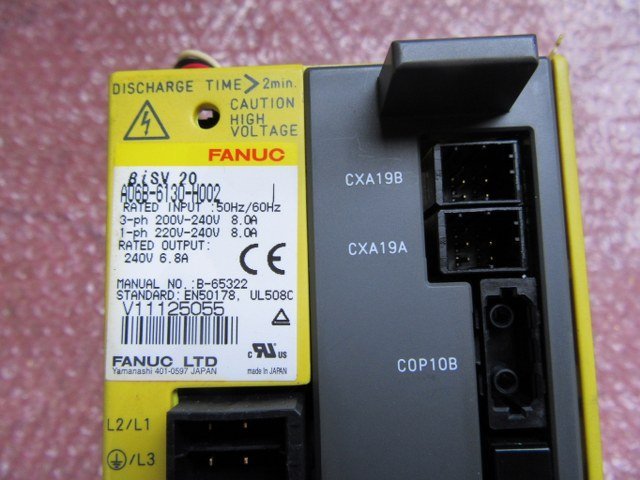 DISCHARGE TIME > 2min.
CAUTION
HIGH
VOLTAGE
FANUC
βiSV 20
A06B-6130-H002
RATED INPUT :50Hz/60Hz
3-ph 200V-240V 8.0A
1-ph 220V-240V 8.0A
RATED OUTPUT:
240V 6.8A
CE
MANUAL NO.:B-65322
STANDARD: EN50178, UL508C
V11125055
FANUC LTD
Yamanashi 401-0597 JAPAN
c RU us
made in JAPAN
L2/L1
/L3
CXA19B
CXA19A
COP10B